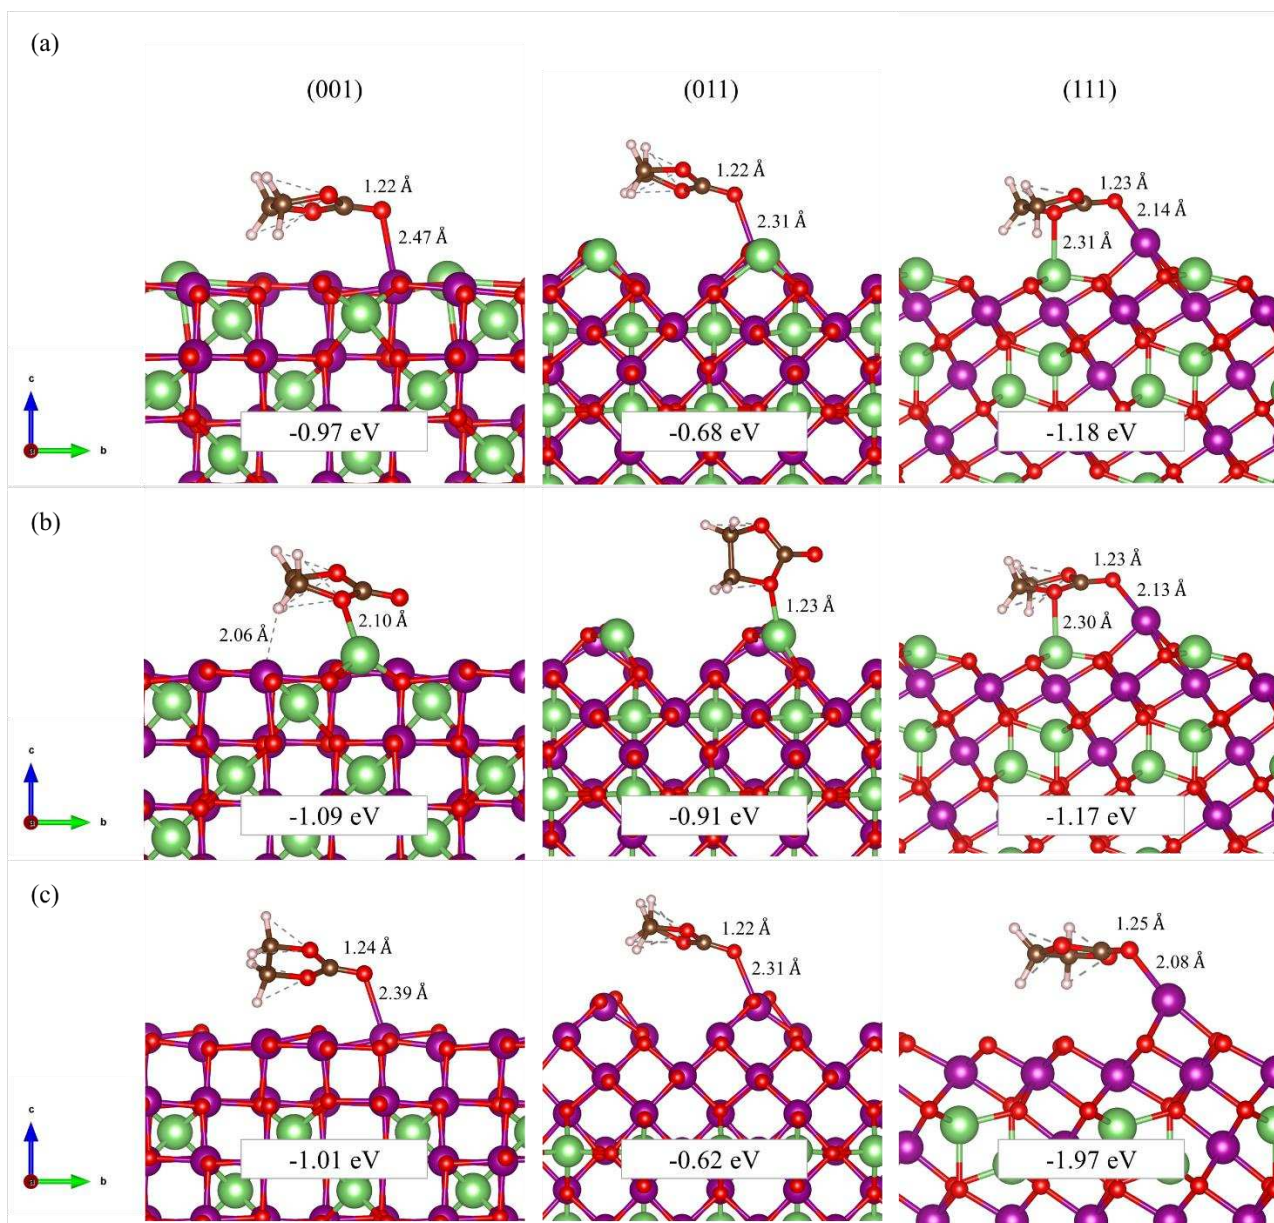 (a)
(001)
(011)
(111)
1.22 Å
2.47 Å
1.22 Å
2.31 Å
1.23 Å
2.14 Å
2.31 Å
c
a
b
-0.97 eV
-0.68 eV
-1.18 eV
(b)
2.06 Å
2.10 Å
1.23 Å
1.23 Å
2.13 Å
2.30 Å
c
a
b
-1.09 eV
-0.91 eV
-1.17 eV
(c)
1.24 Å
2.39 Å
1.22 Å
2.31 Å
1.25 Å
2.08 Å
c
a
b
-1.01 eV
-0.62 eV
-1.97 eV